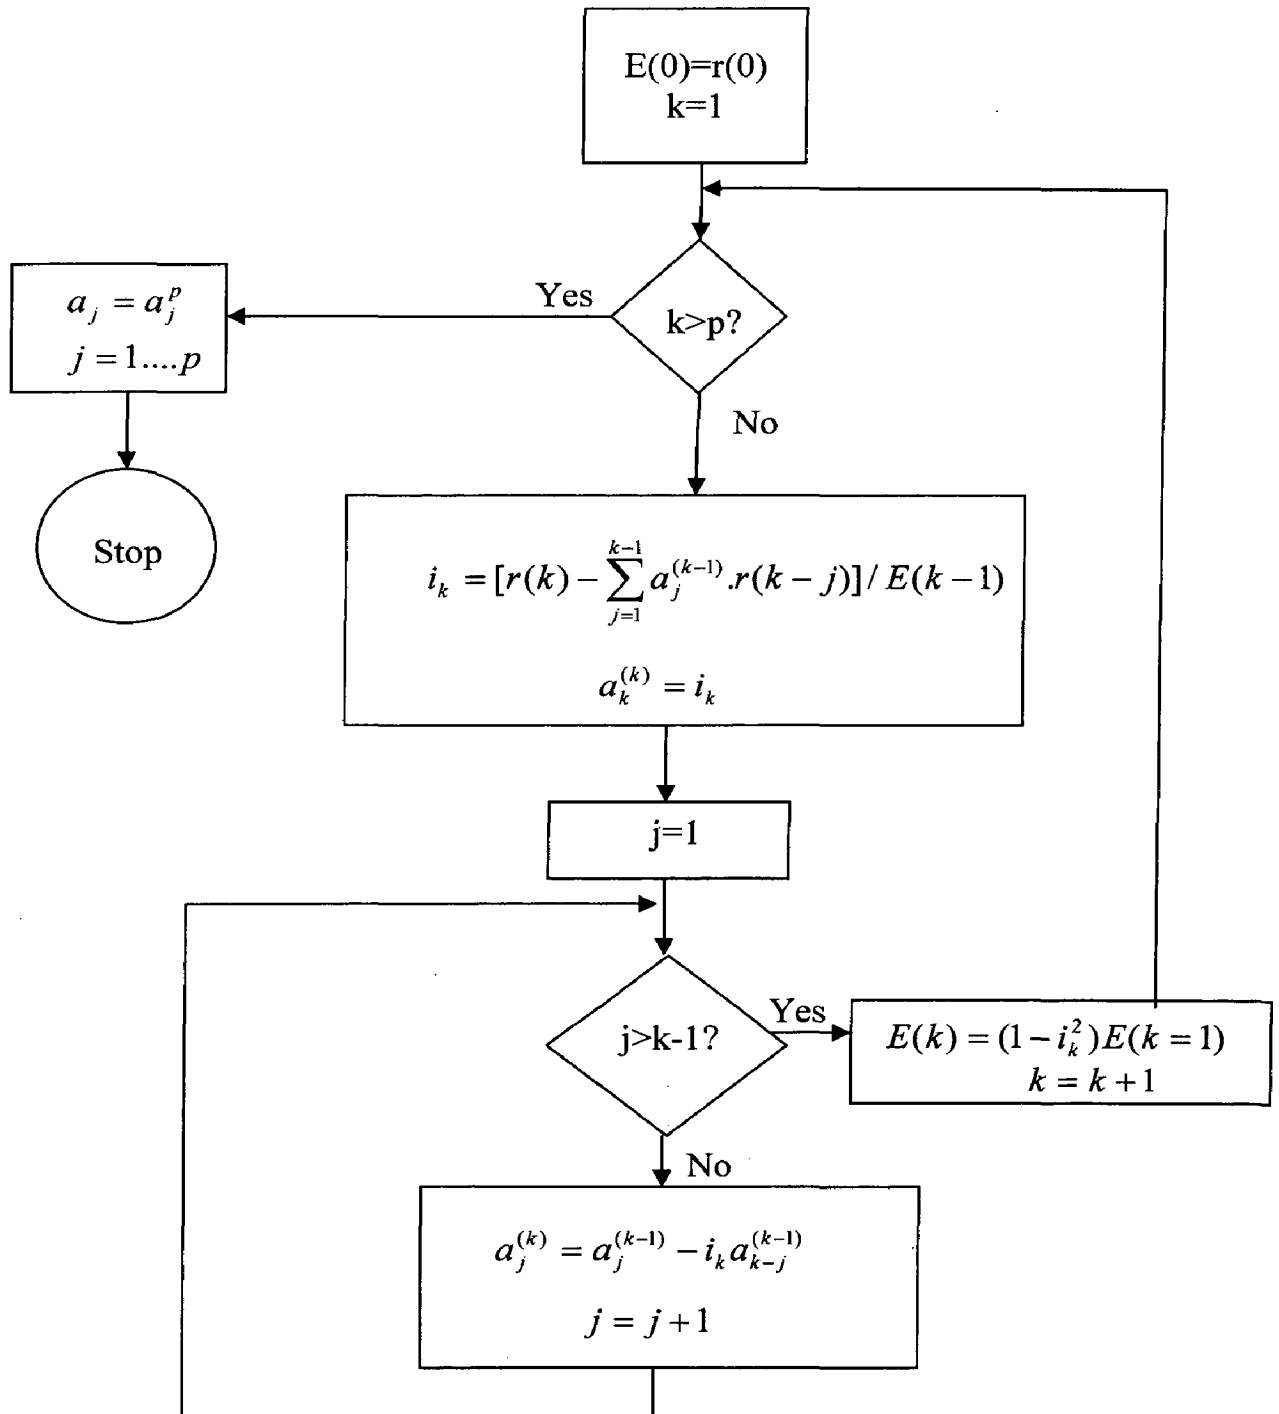 E(0)=r(0)
k=1
Yes
k>p?
a_j = a_j^p
j = 1....p
No
Stop
i_k = [r(k) − ∑_{j=1}^{k-1} a_j^{(k-1)}.r(k − j)]/ E(k − 1)
a_k^{(k)} = i_k
j=1
j>k-1?
Yes
E(k) = (1 − i_k^2)E(k = 1)
k = k + 1
No
a_j^{(k)} = a_j^{(k-1)} − i_k a_{k-j}^{(k-1)}
j = j + 1